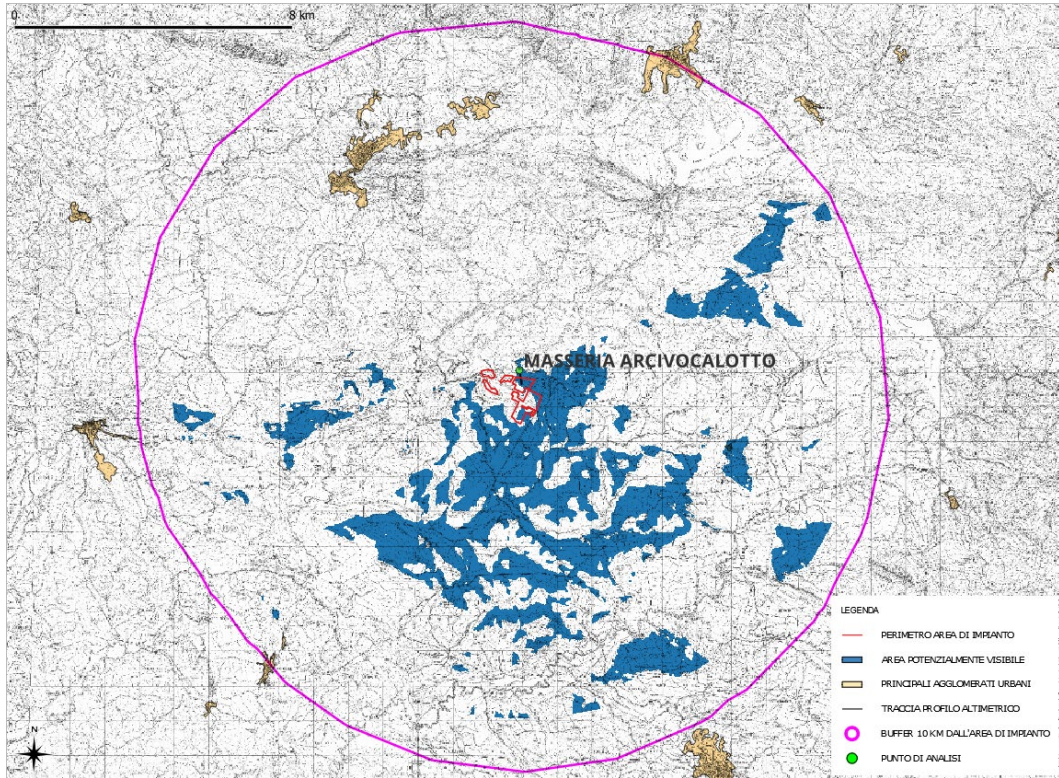 0 8 km
MASSERIA ARCIVOCALOTTO
LEGENDA
PERIMETRO AREA DI IMPIANTO
AREA POTENZIALMENTE VISIBILE
PRINCIPALI AGGLOMERATI URBANI
TRACCIA PROFILO ALTIMETRICO
BUFFER 10 KM DALL'AREA DI IMPIANTO
PUNTO DI ANALISI
N